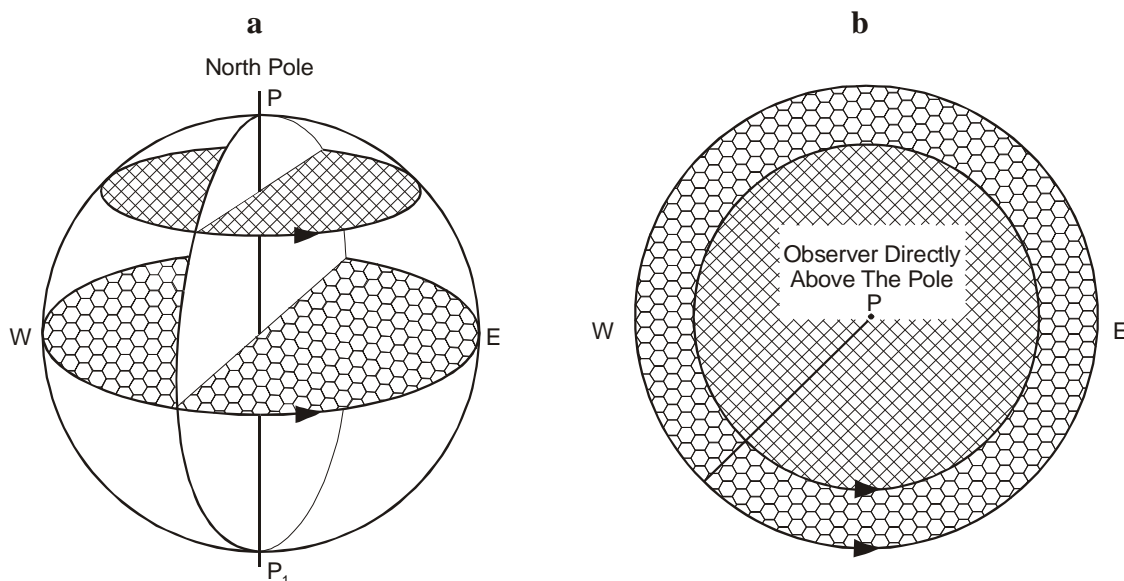 a
North Pole
P
W
E
P₁
b
Observer Directly
Above The Pole
P
W
E